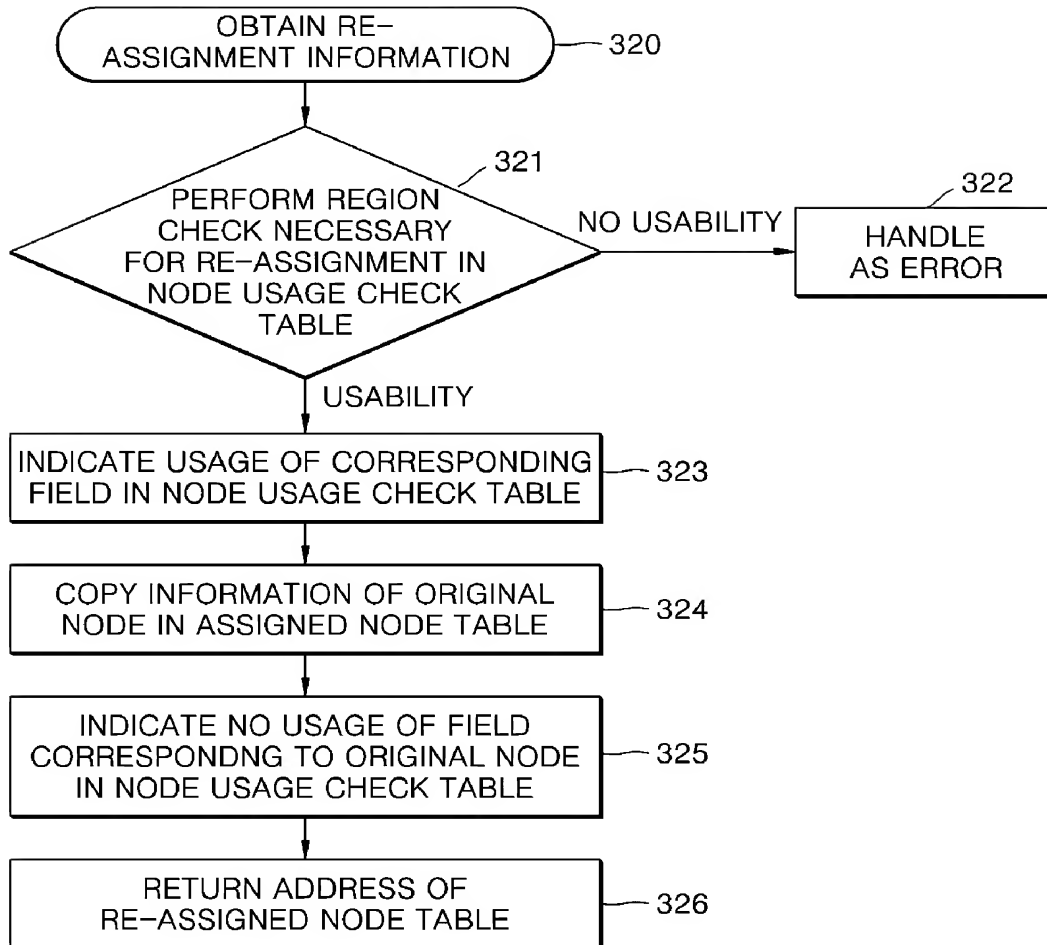 OBTAIN RE-
ASSIGNMENT INFORMATION
320
321
PERFORM REGION
CHECK NECESSARY
FOR RE-ASSIGNMENT IN
NODE USAGE CHECK
TABLE
NO USABILITY
322
HANDLE
AS ERROR
USABILITY
INDICATE USAGE OF CORRESPONDING
FIELD IN NODE USAGE CHECK TABLE
323
COPY INFORMATION OF ORIGINAL
NODE IN ASSIGNED NODE TABLE
324
INDICATE NO USAGE OF FIELD
CORRESPONDNG TO ORIGINAL NODE
IN NODE USAGE CHECK TABLE
325
RETURN ADDRESS OF
RE-ASSIGNED NODE TABLE
326